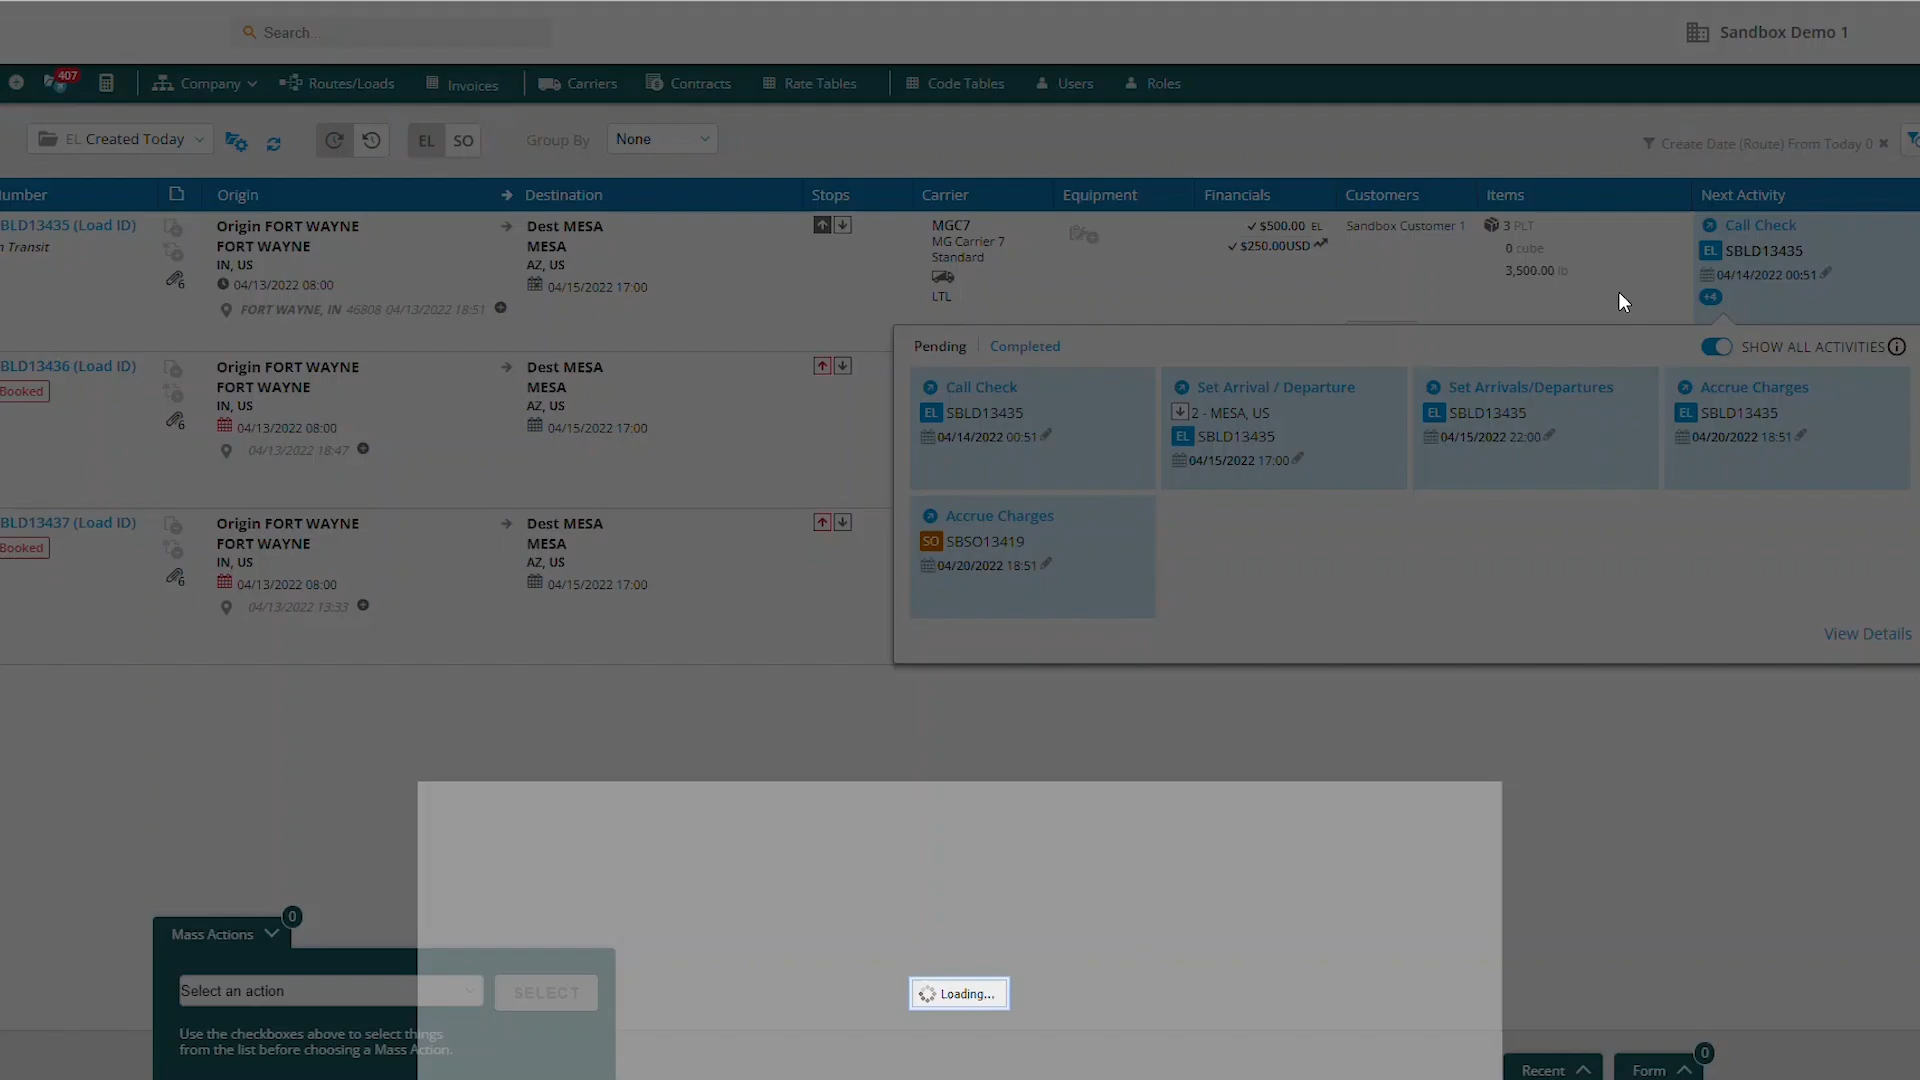 Search...
Sandbox Demo 1
407
Company
Routes/Loads
Invoices
Carriers
Contracts
Rate Tables
Code Tables
Users
Roles
EL Created Today
EL
SO
Group By
None
Create Date (Route) From Today 0
Origin
Destination
Stops
Carrier
Equipment
Financials
Customers
Items
Next Activity
BLD13435 (Load ID)
Transit
Origin FORT WAYNE
FORT WAYNE
IN, US
04/13/2022 08:00
FORT WAYNE, IN 46808 04/13/2022 18:51
Dest MESA
MESA
AZ, US
04/15/2022 17:00
MGC7
MG Carrier 7
Standard
LTL
$500.00 EL
$250.00USD
Sandbox Customer 1
3 PLT
0 cube
3,500.00 lb
Call Check
EL SBLD13435
04/14/2022 00:51
+4
Pending
Completed
SHOW ALL ACTIVITIES
Call Check
EL SBLD13435
04/14/2022 00:51
Set Arrival / Departure
2 - MESA, US
EL SBLD13435
04/15/2022 17:00
Set Arrivals/Departures
EL SBLD13435
04/15/2022 22:00
Accrue Charges
EL SBLD13435
04/20/2022 18:51
Accrue Charges
SO SBSO13419
04/20/2022 18:51
View Details
BLD13436 (Load ID)
Booked
Origin FORT WAYNE
FORT WAYNE
IN, US
04/13/2022 08:00
04/13/2022 18:47
Dest MESA
MESA
AZ, US
04/15/2022 17:00
BLD13437 (Load ID)
Booked
Origin FORT WAYNE
FORT WAYNE
IN, US
04/13/2022 08:00
04/13/2022 13:33
Dest MESA
MESA
AZ, US
04/15/2022 17:00
Mass Actions
0
Select an action
SELECT
Use the checkboxes above to select things
from the list before choosing a Mass Action.
Loading...
Recent
Form
0